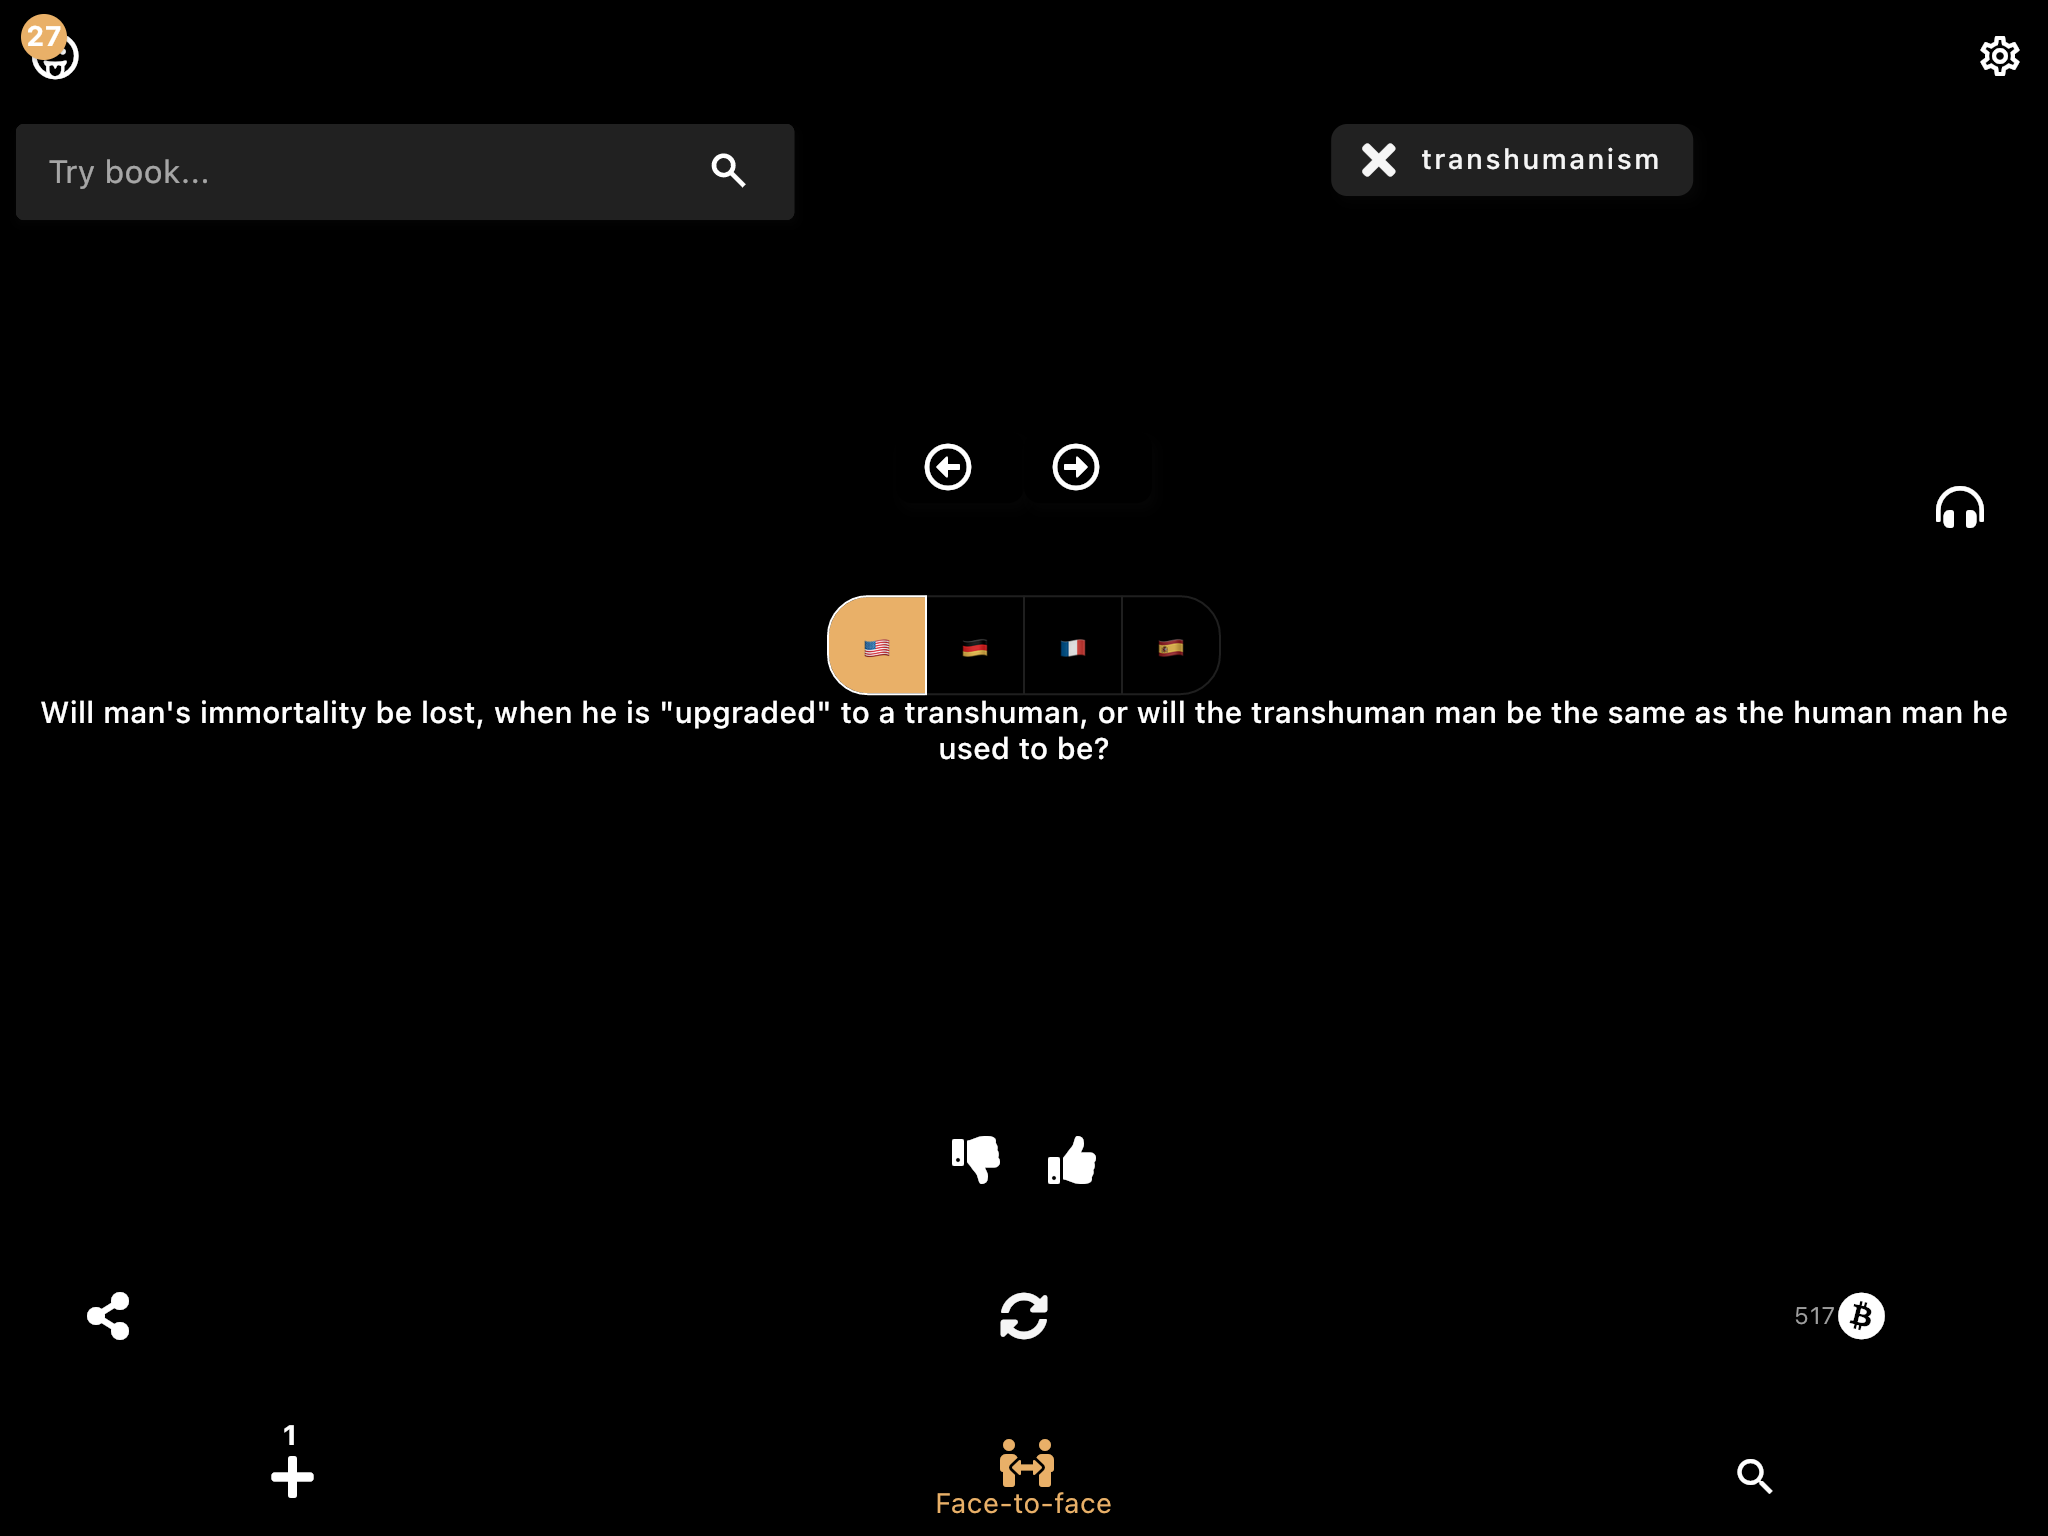 27
Try book...
transhumanism
Will man's immortality be lost, when he is "upgraded" to a transhuman, or will the transhuman man be the same as the human man he
used to be?
517
1
Face-to-face